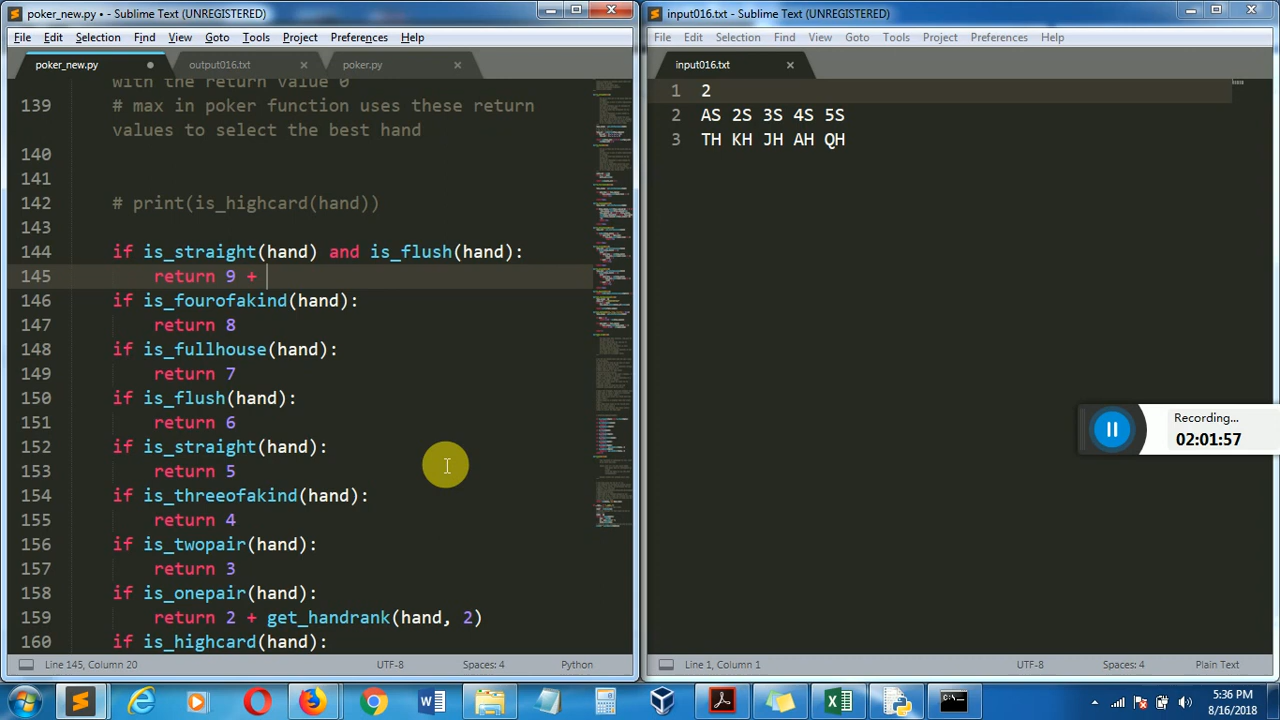 poker_new.py • - Sublime Text (UNREGISTERED)
File Edit Selection Find View Goto Tools Project Preferences Help
poker_new.py output016.txt poker.py
with the return value 0
139 # max in poker function uses these return
values to select the best hand
140
141
142 # print(is_highcard(hand))
143
144 if is_straight(hand) and is_flush(hand):
145 return 9 +
146 if is_fourofakind(hand):
147 return 8
148 if is_fullhouse(hand):
149 return 7
150 if is_flush(hand):
151 return 6
152 if is_straight(hand):
153 return 5
154 if is_threeofakind(hand):
155 return 4
156 if is_twopair(hand):
157 return 3
158 if is_onepair(hand):
159 return 2 + get_handrank(hand, 2)
160 if is_highcard(hand):
Line 145, Column 20 UTF-8 Spaces: 4 Python
input016.txt - Sublime Text (UNREGISTERED)
File Edit Selection Find View Goto Tools Project Preferences Help
input016.txt
1 2
2 AS 2S 3S 4S 5S
3 TH KH JH AH QH
Recording...
02:01:57
Line 1, Column 1 UTF-8 Spaces: 4 Plain Text
5:36 PM
8/16/2018